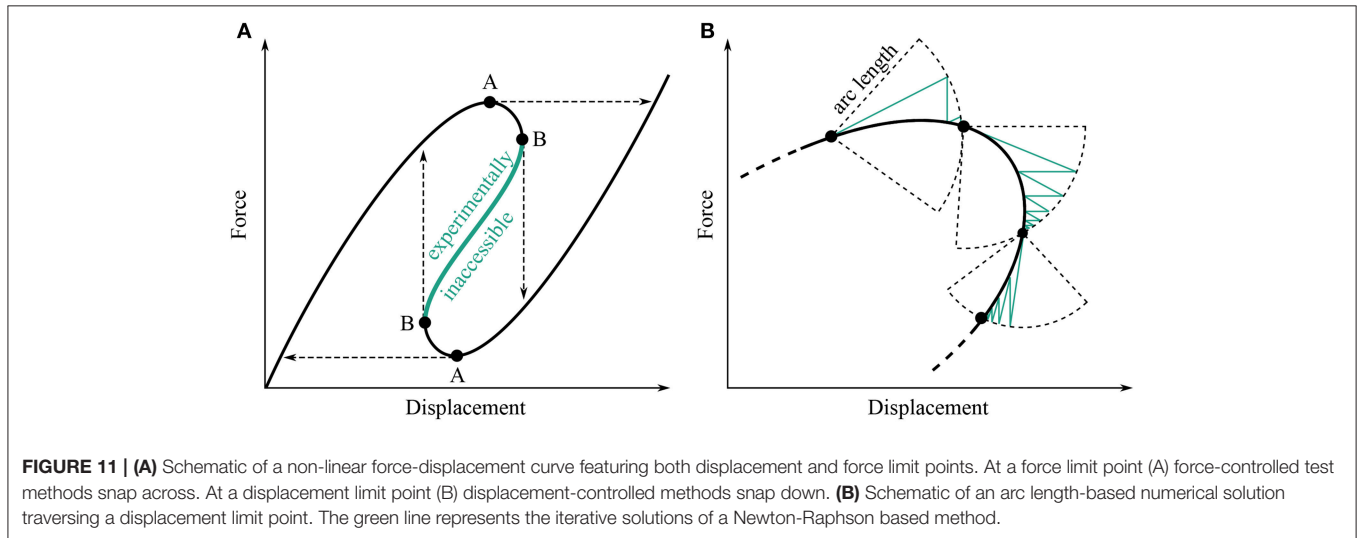 A
Force
A
B
experimentally
inaccessible
B
A
Displacement
B
arc length
Force
Displacement
FIGURE 11 | (A) Schematic of a non-linear force-displacement curve featuring both displacement and force limit points. At a force limit point (A) force-controlled test
methods snap across. At a displacement limit point (B) displacement-controlled methods snap down. (B) Schematic of an arc length-based numerical solution
traversing a displacement limit point. The green line represents the iterative solutions of a Newton-Raphson based method.